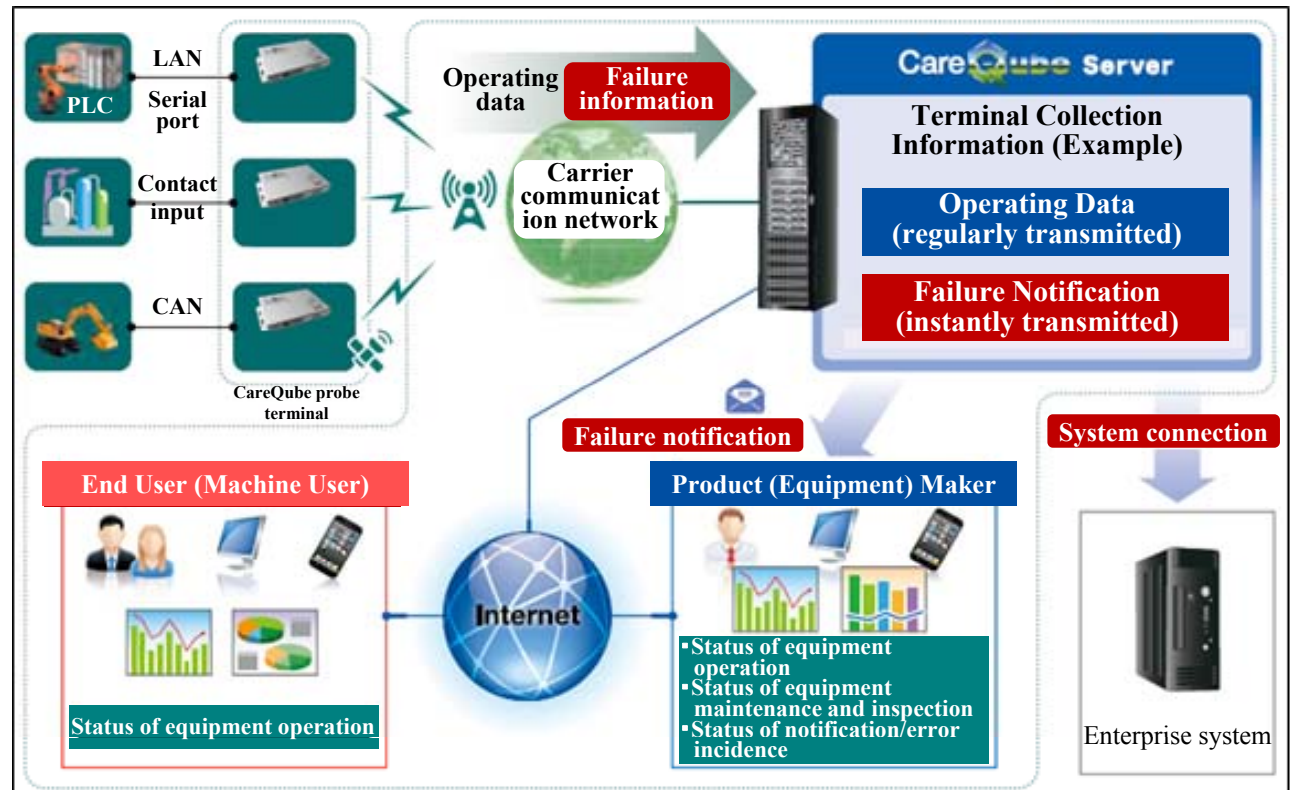 PLC
LAN
Serial
port
Contact
input
CAN
CareQube probe
terminal
Operating
data
Failure
information
Carrier
communicat
ion network
CareQube Server
Terminal Collection
Information (Example)
Operating Data
(regularly transmitted)
Failure Notification
(instantly transmitted)
Failure notification
System connection
End User (Machine User)
Status of equipment operation
Internet
Product (Equipment) Maker
▪Status of equipment
operation
▪Status of equipment
maintenance and inspection
▪Status of notification/error
incidence
Enterprise system